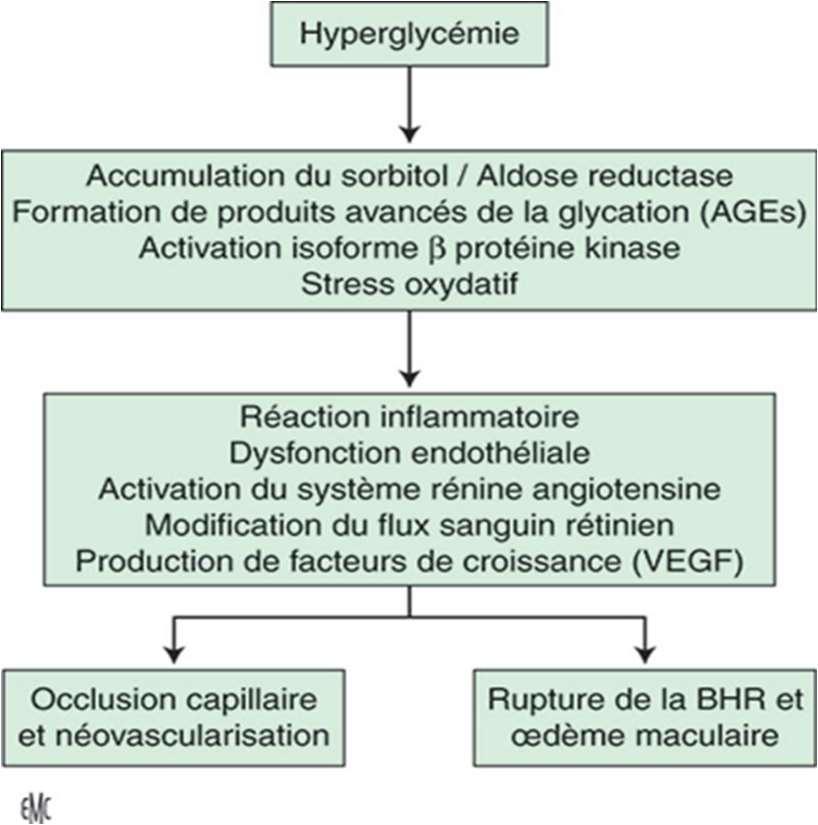 Hyperglycémie
Accumulation du sorbitol / Aldose reductase
Formation de produits avancés de la glycation (AGEs)
Activation isoforme β protéine kinase
Stress oxydatif
Réaction inflammatoire
Dysfonction endothéliale
Activation du système rénine angiotensine
Modification du flux sanguin rétinien
Production de facteurs de croissance (VEGF)
Occlusion capillaire
et néovascularisation
Rupture de la BHR et
œdème maculaire
EMC